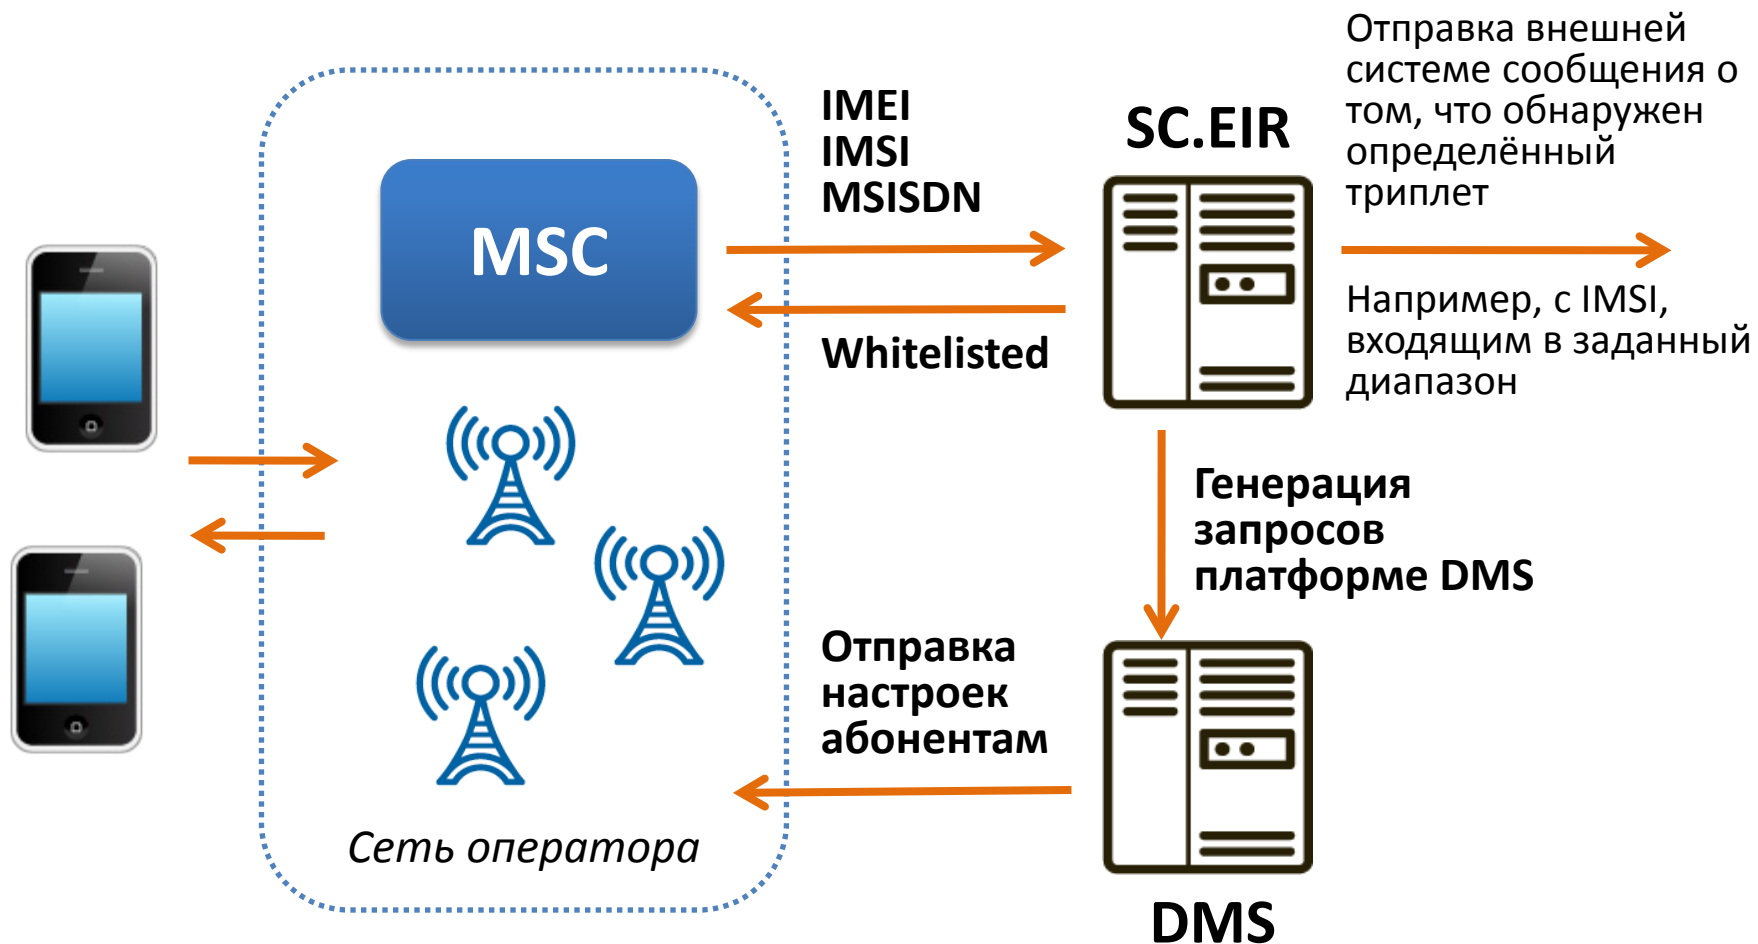 Отправка внешней
системе сообщения о
том, что обнаружен
определённый
триплет
IMEI
IMSI
MSISDN
SC.EIR
MSC
Whitelisted
Например, с IMSI,
входящим в заданный
диапазон
Генерация
запросов
платформе DMS
Отправка
настроек
абонентам
Сеть оператора
DMS